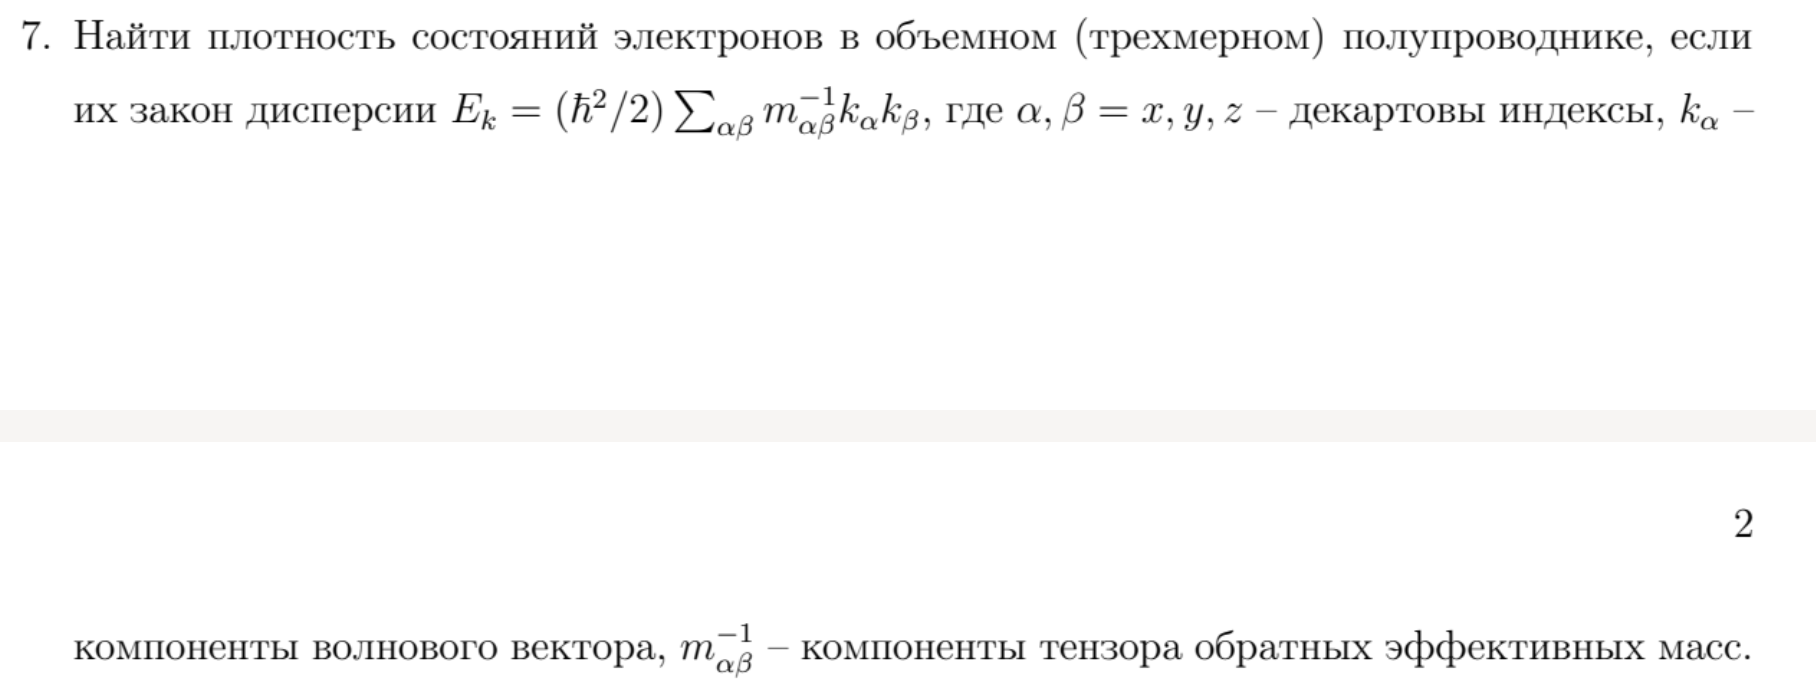 7. Найти плотность состояний электронов в объемном (трехмерном) полупроводнике, если
их закон дисперсии $E_k = (\hbar^2/2) \sum_{\alpha\beta} m_{\alpha\beta}^{-1} k_\alpha k_\beta$, где $\alpha, \beta = x, y, z$ – декартовы индексы, $k_\alpha$ –
2
компоненты волнового вектора, $m_{\alpha\beta}^{-1}$ – компоненты тензора обратных эффективных масс.